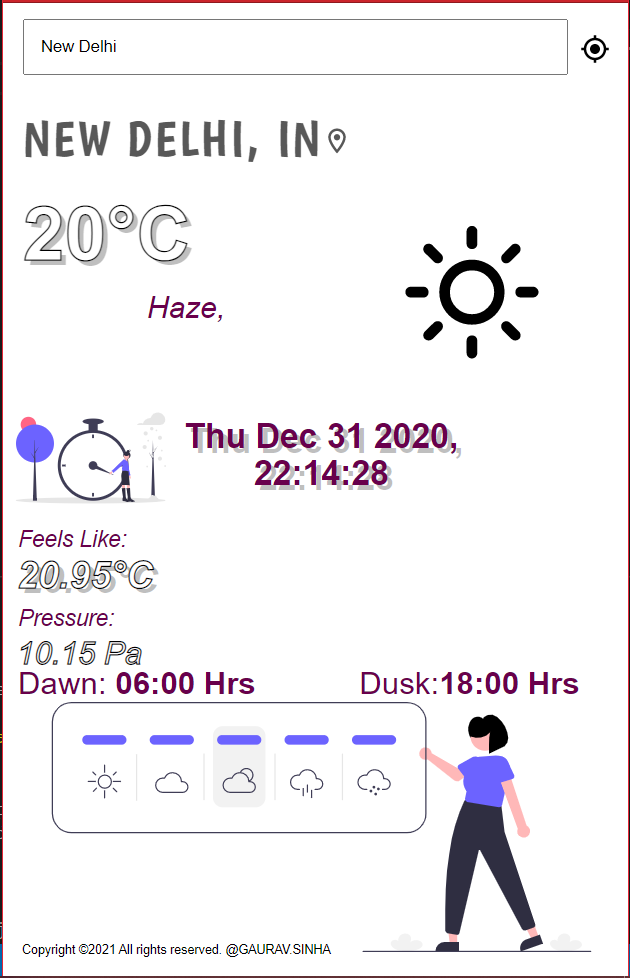 New Delhi
NEW DELHI, IN
20°C
Haze,
Thu Dec 31 2020,
22:14:28
Feels Like:
20.95°C
Pressure:
10.15 Pa
Dawn: 06:00 Hrs Dusk:18:00 Hrs
Copyright ©2021 All rights reserved. @GAURAV.SINHA